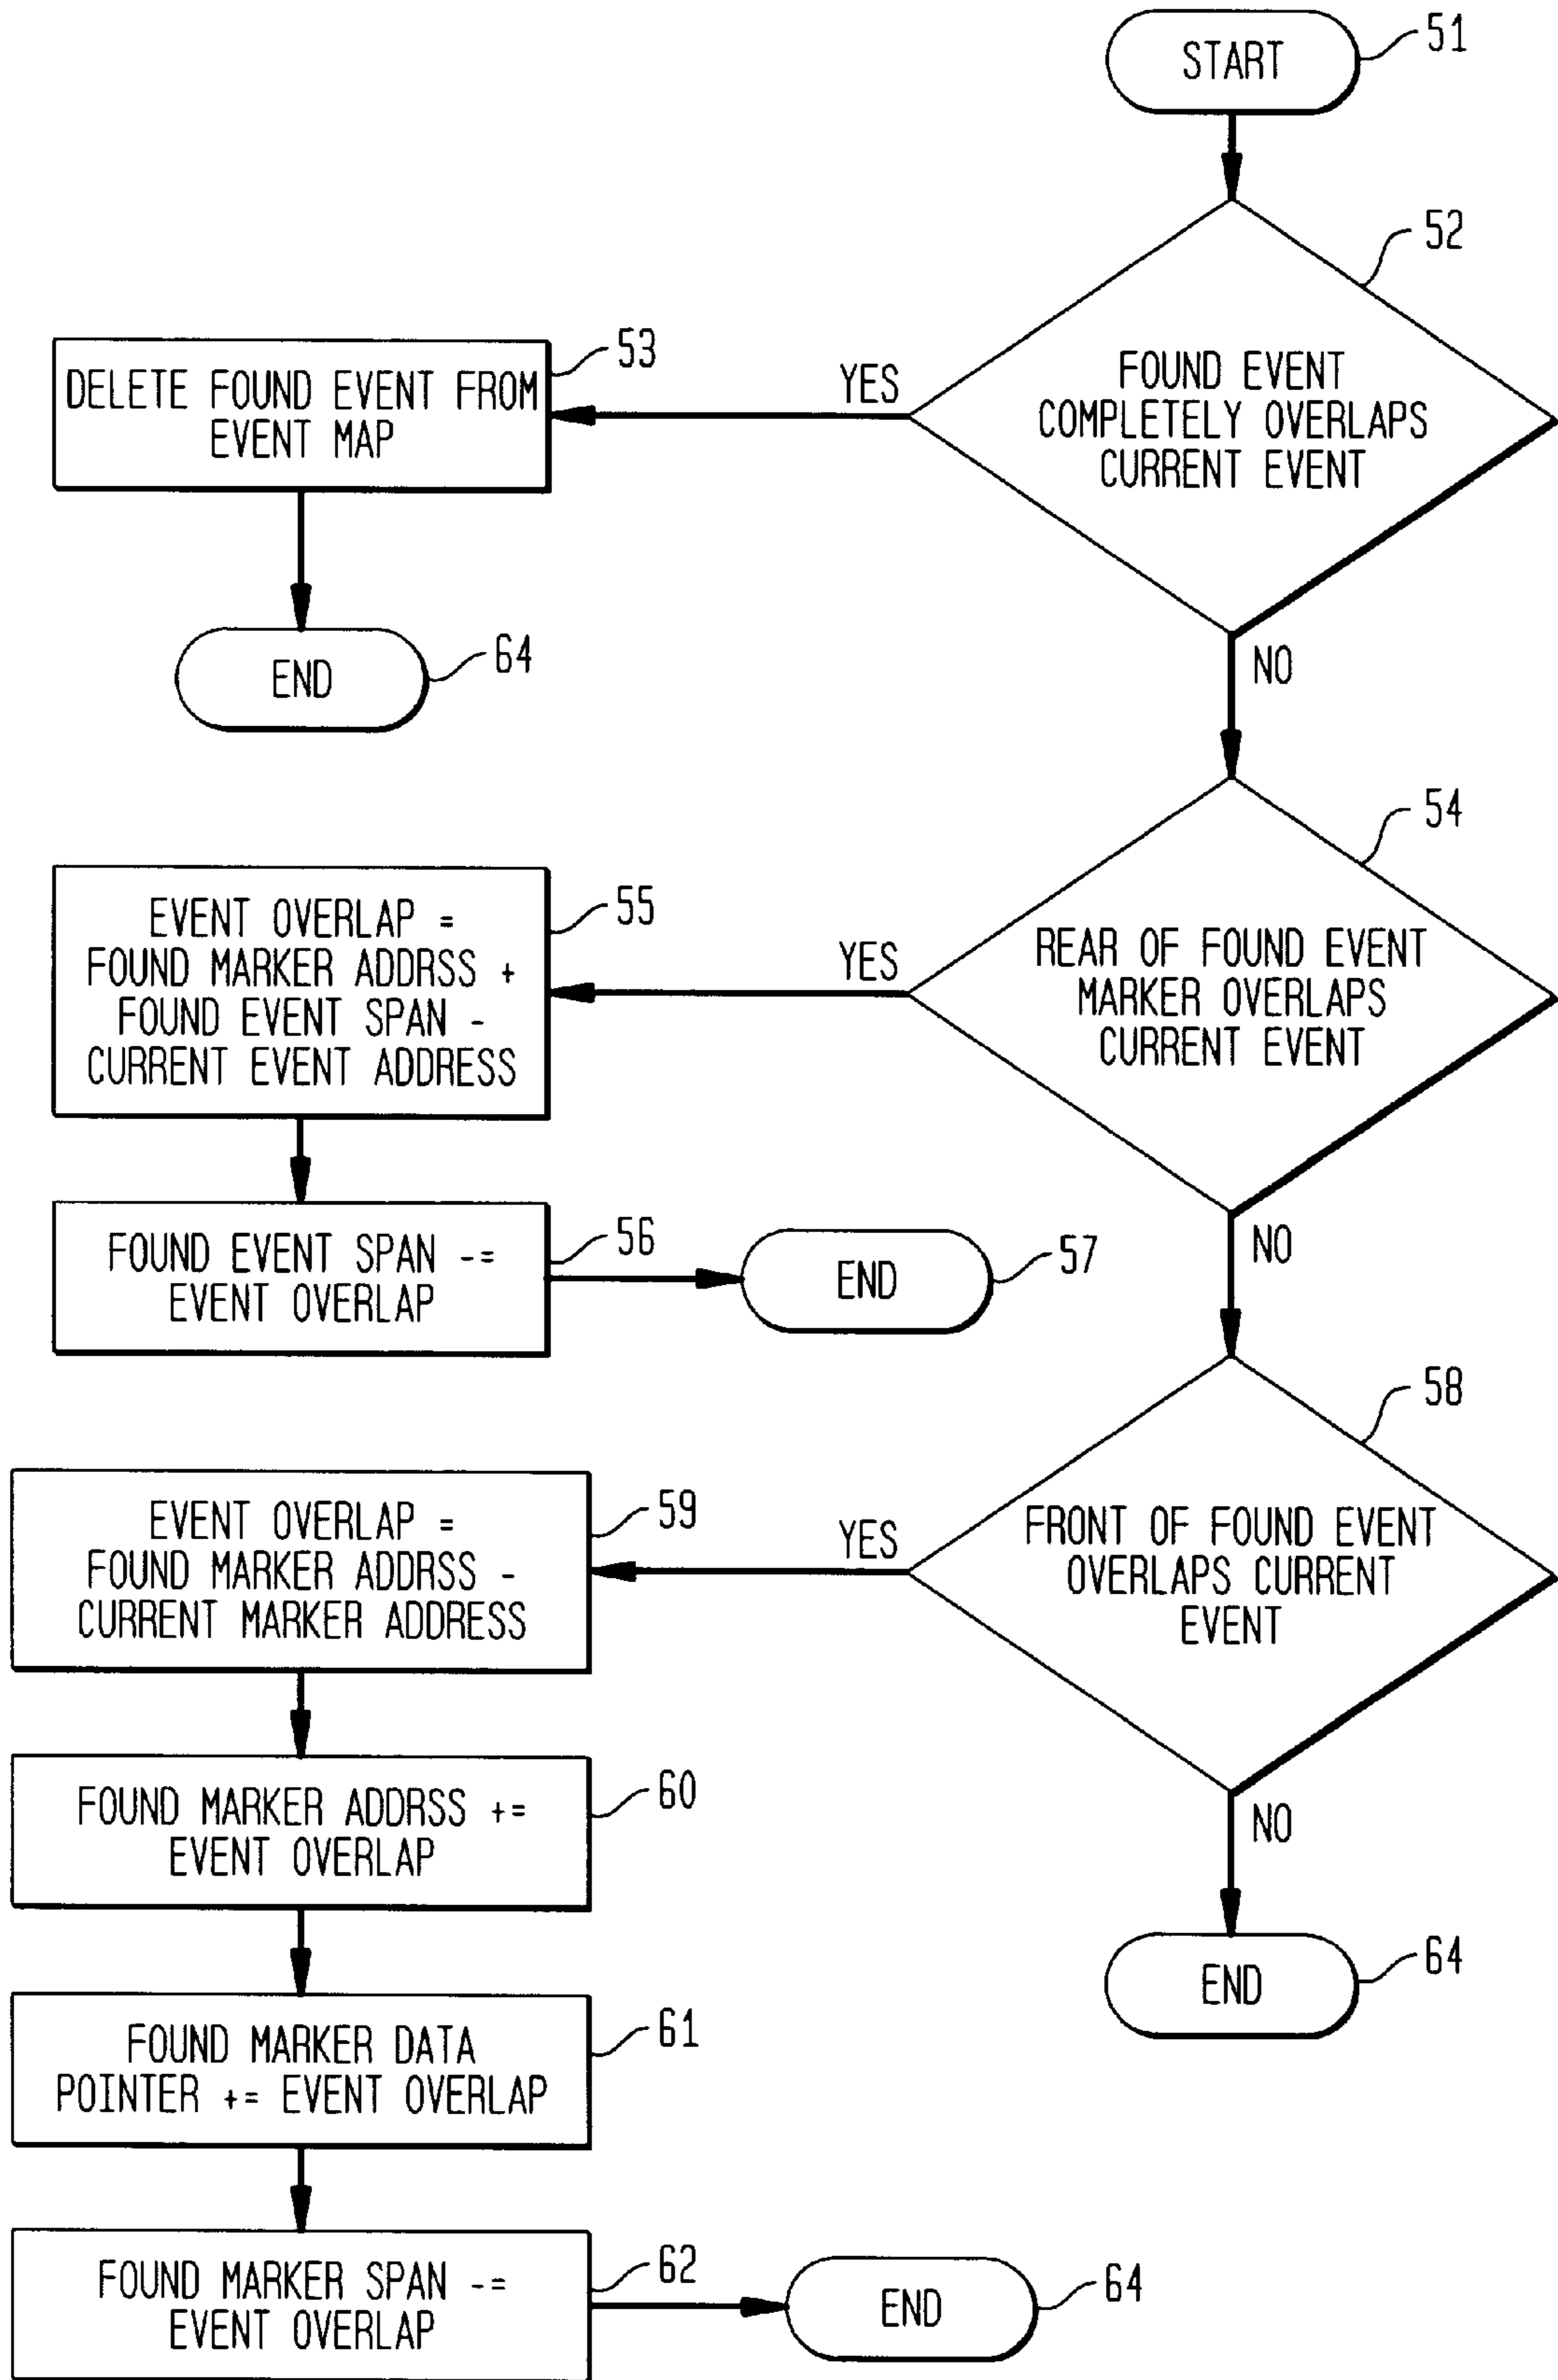 START
51
52
FOUND EVENT
COMPLETELY OVERLAPS
CURRENT EVENT
YES
53
DELETE FOUND EVENT FROM
EVENT MAP
END
64
NO
54
REAR OF FOUND EVENT
MARKER OVERLAPS
CURRENT EVENT
YES
55
EVENT OVERLAP =
FOUND MARKER ADDRSS +
FOUND EVENT SPAN -
CURRENT EVENT ADDRESS
56
FOUND EVENT SPAN -=
EVENT OVERLAP
END
57
NO
58
FRONT OF FOUND EVENT
OVERLAPS CURRENT
EVENT
YES
59
EVENT OVERLAP =
FOUND MARKER ADDRSS -
CURRENT MARKER ADDRESS
60
FOUND MARKER ADDRSS +=
EVENT OVERLAP
NO
END
64
61
FOUND MARKER DATA
POINTER += EVENT OVERLAP
62
FOUND MARKER SPAN -=
EVENT OVERLAP
END
64